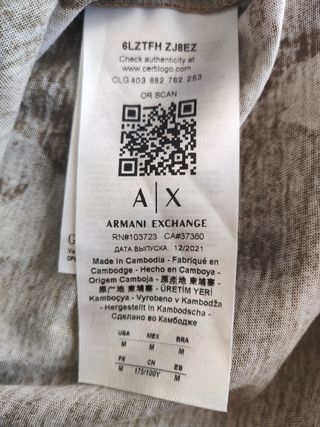 6LZTFH ZJ8EZ
Check authenticity at
www.certilogo.com
CLG 403 882 782 253
OR SCAN
A|X
ARMANI EXCHANGE
RN#103723 CA#37360
ДАТА ВЫПУСКА 12/2021
Made in Cambodia - Fabriqué en
Cambodge - Hecho en Camboya -
Origem Camboja - 原产地 柬埔寨 -
原產地 柬埔寨 - ÜRETİM YERİ
Kamboçya - Vyrobeno v Kambodža
- Hergestellt in Kambodscha -
Сделано во Камбодже
USA MEX BRA
M M M
FR CN ES
M 175/100Y M